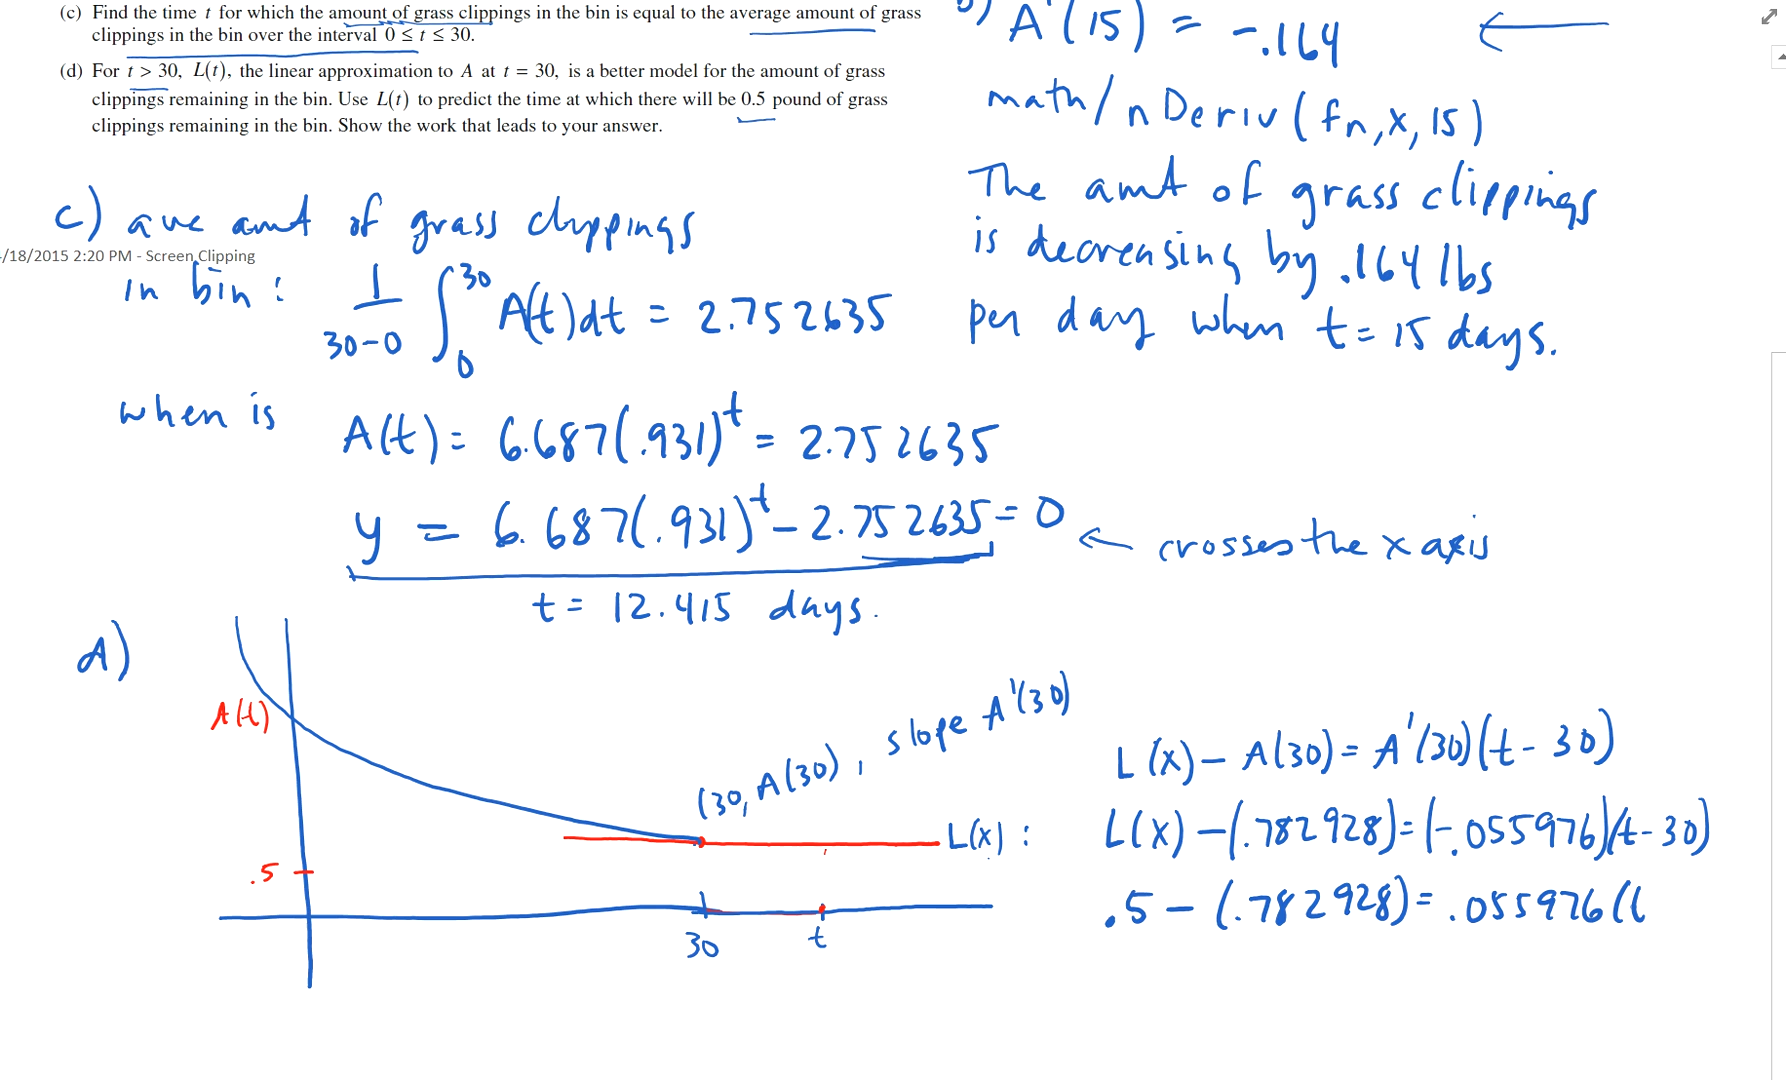 (c) Find the time t for which the amount of grass clippings in the bin is equal to the average amount of grass
clippings in the bin over the interval 0 ≤ t ≤ 30.
(d) For t > 30, L(t), the linear approximation to A at t = 30, is a better model for the amount of grass
clippings remaining in the bin. Use L(t) to predict the time at which there will be 0.5 pound of grass
clippings remaining in the bin. Show the work that leads to your answer.
b) A'(15) = -.164
math/nDeriv(fn,x,15)
The amt of grass clippings
is decreasing by .164 lbs
per day when t = 15 days.
c) ave amt of grass clippings
/18/2015 2:20 PM - Screen Clipping
in bin : 1/(30-0) ∫₀³⁰ A(t)dt = 2.752635
when is A(t) = 6.687(.931)^t = 2.752635
y = 6.687(.931)^t - 2.752635 = 0 ← crosses the x axis
t = 12.415 days.
d)
A(t)
(30, A(30), slope A'(30)
L(x) :
.5
30
t
L(x) - A(30) = A'(30)(t - 30)
L(x) - (.782928) = (-.055976)(t - 30)
.5 - (.782928) = .055976((